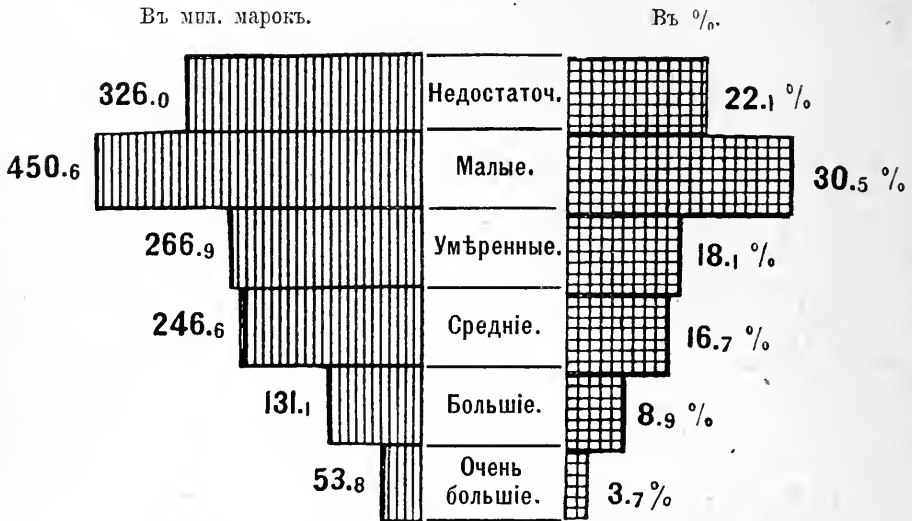 Въ мил. марокъ. Въ %.
326.0 Недостаточ. 22.1 %
450.6 Малые. 30.5 %
266.9 Умѣренные. 18.1 %
246.6 Средніе. 16.7 %
131.1 Большіе. 8.9 %
53.8 Очень большіе. 3.7%